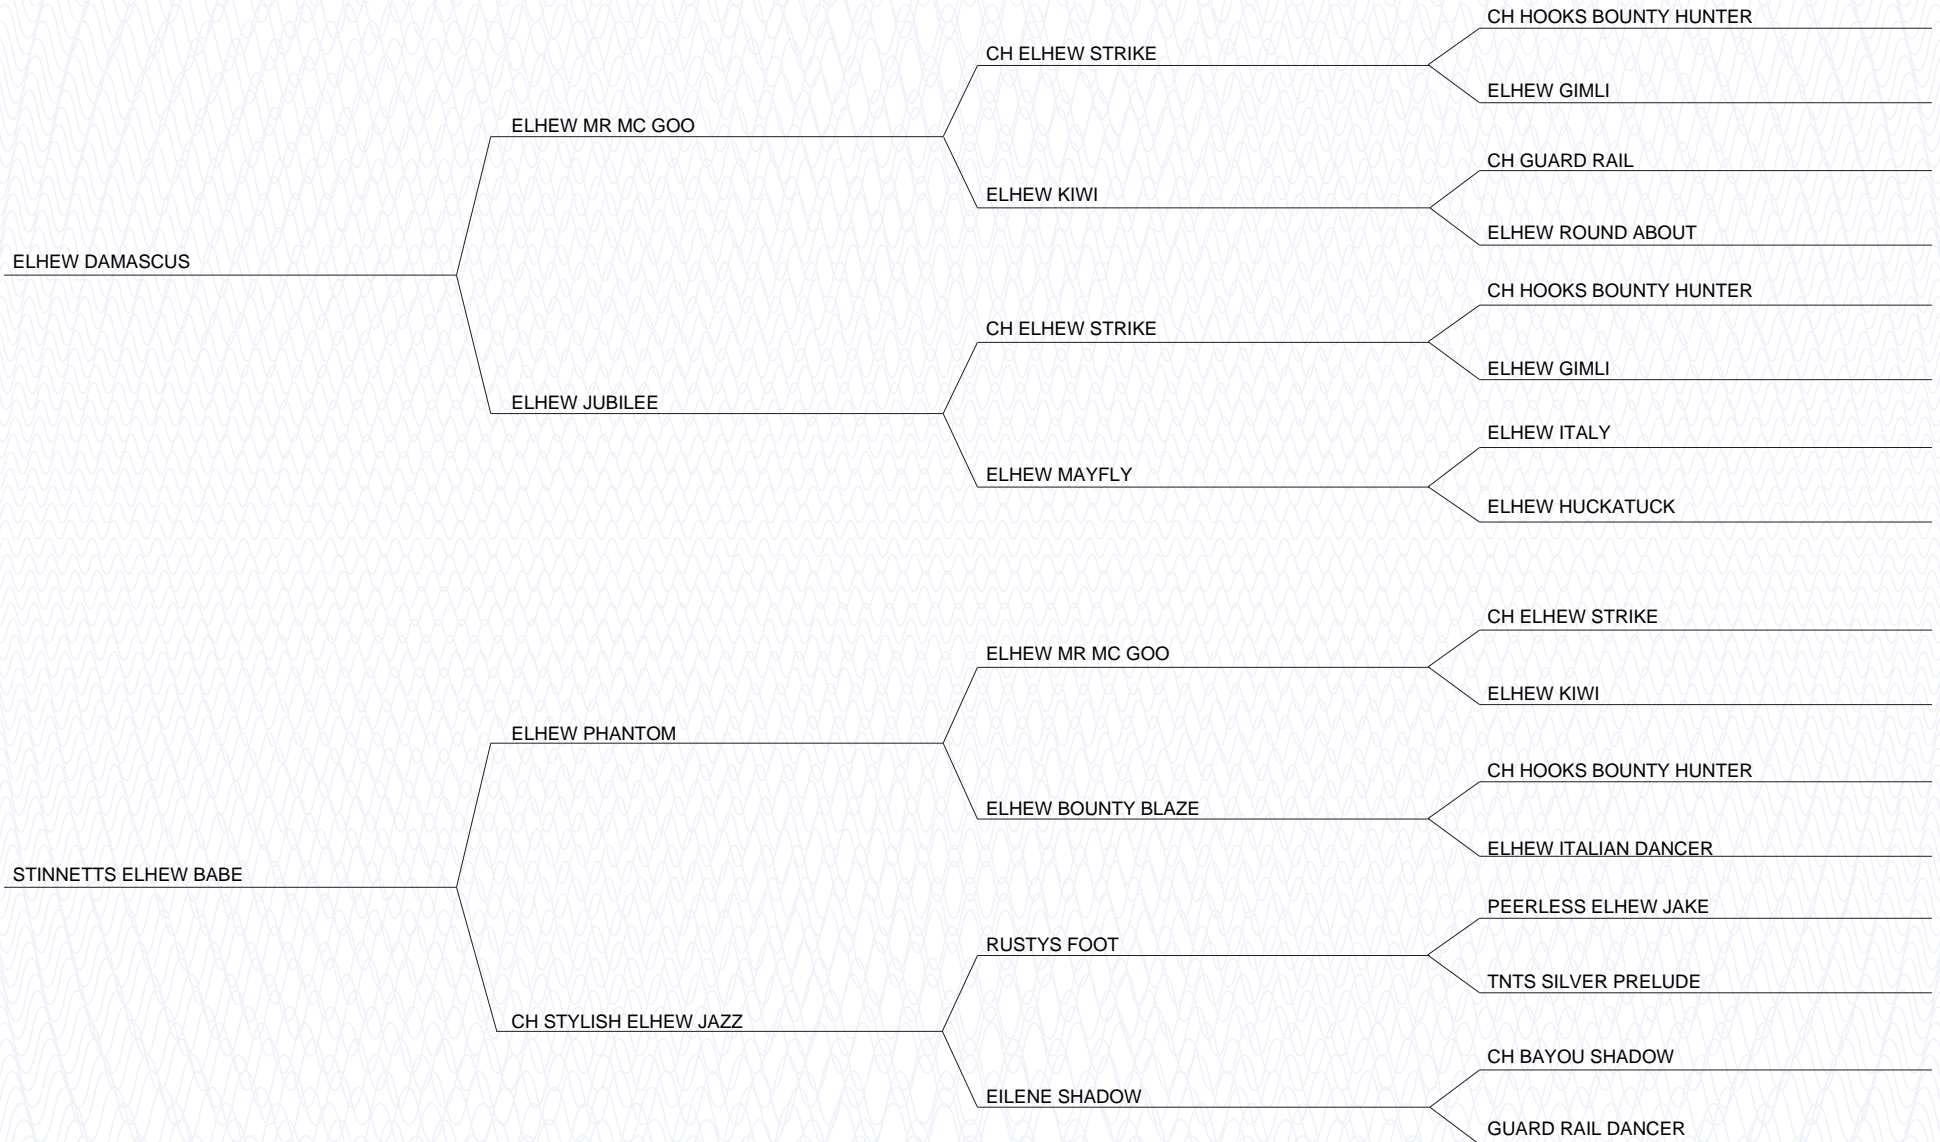 CH HOOKS BOUNTY HUNTER
CH ELHEW STRIKE
ELHEW GIMLI
ELHEW MR MC GOO
CH GUARD RAIL
ELHEW KIWI
ELHEW ROUND ABOUT
ELHEW DAMASCUS
CH HOOKS BOUNTY HUNTER
CH ELHEW STRIKE
ELHEW GIMLI
ELHEW JUBILEE
ELHEW ITALY
ELHEW MAYFLY
ELHEW HUCKATUCK
CH ELHEW STRIKE
ELHEW MR MC GOO
ELHEW KIWI
ELHEW PHANTOM
CH HOOKS BOUNTY HUNTER
ELHEW BOUNTY BLAZE
ELHEW ITALIAN DANCER
STINNETTS ELHEW BABE
PEERLESS ELHEW JAKE
RUSTYS FOOT
TNTS SILVER PRELUDE
CH STYLISH ELHEW JAZZ
CH BAYOU SHADOW
EILENE SHADOW
GUARD RAIL DANCER